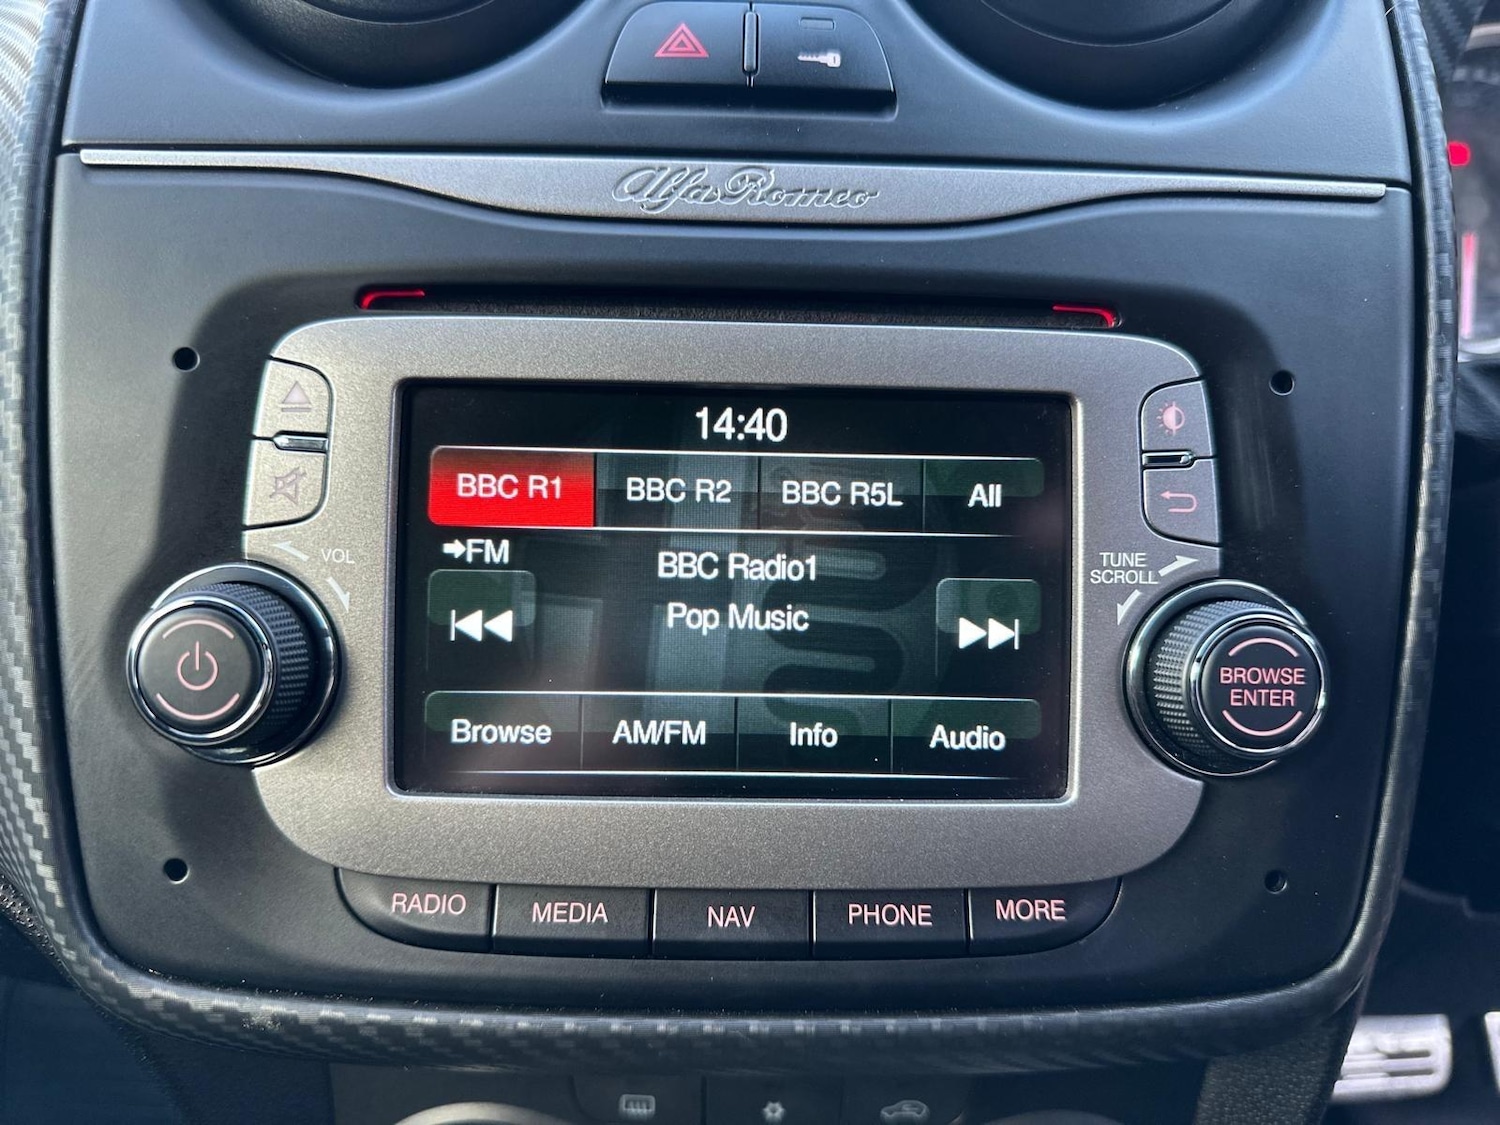 Alfa Romeo
14:40
BBC R1 BBC R2 BBC R5L All
➡FM
BBC Radio1
Pop Music
Browse AM/FM Info Audio
VOL
TUNE
SCROLL
BROWSE
ENTER
RADIO MEDIA NAV PHONE MORE